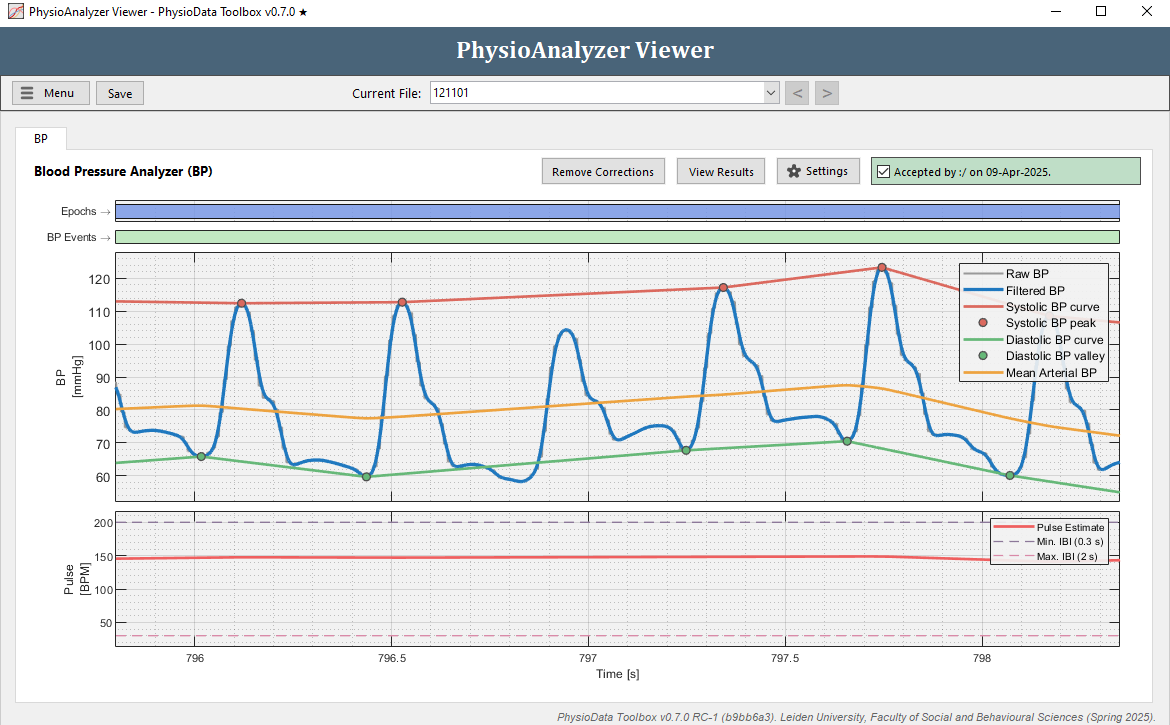 PhysioAnalyzer Viewer - PhysioData Toolbox v0.7.0 ★
PhysioAnalyzer Viewer
Menu
Save
Current File:
121101
<
>
BP
Blood Pressure Analyzer (BP)
Remove Corrections
View Results
Settings
Accepted by :/ on 09-Apr-2025.
Epochs →
BP Events →
BP
[mmHg]
120
110
100
90
80
70
60
Raw BP
Filtered BP
Systolic BP curve
Systolic BP peak
Diastolic BP curve
Diastolic BP valley
Mean Arterial BP
Pulse
[BPM]
200
150
100
50
Pulse Estimate
Min. IBI (0.3 s)
Max. IBI (2 s)
796
796.5
797
797.5
798
Time [s]
PhysioData Toolbox v0.7.0 RC-1 (b9bb6a3). Leiden University, Faculty of Social and Behavioural Sciences (Spring 2025).